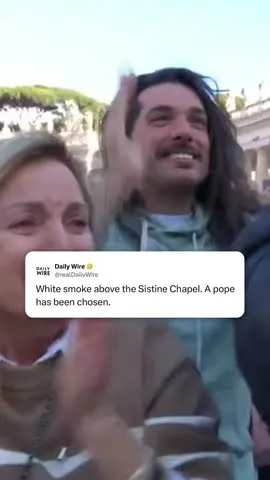 DAILY
WIRE
Daily Wire
@realDailyWire
White smoke above the Sistine Chapel. A pope
has been chosen.